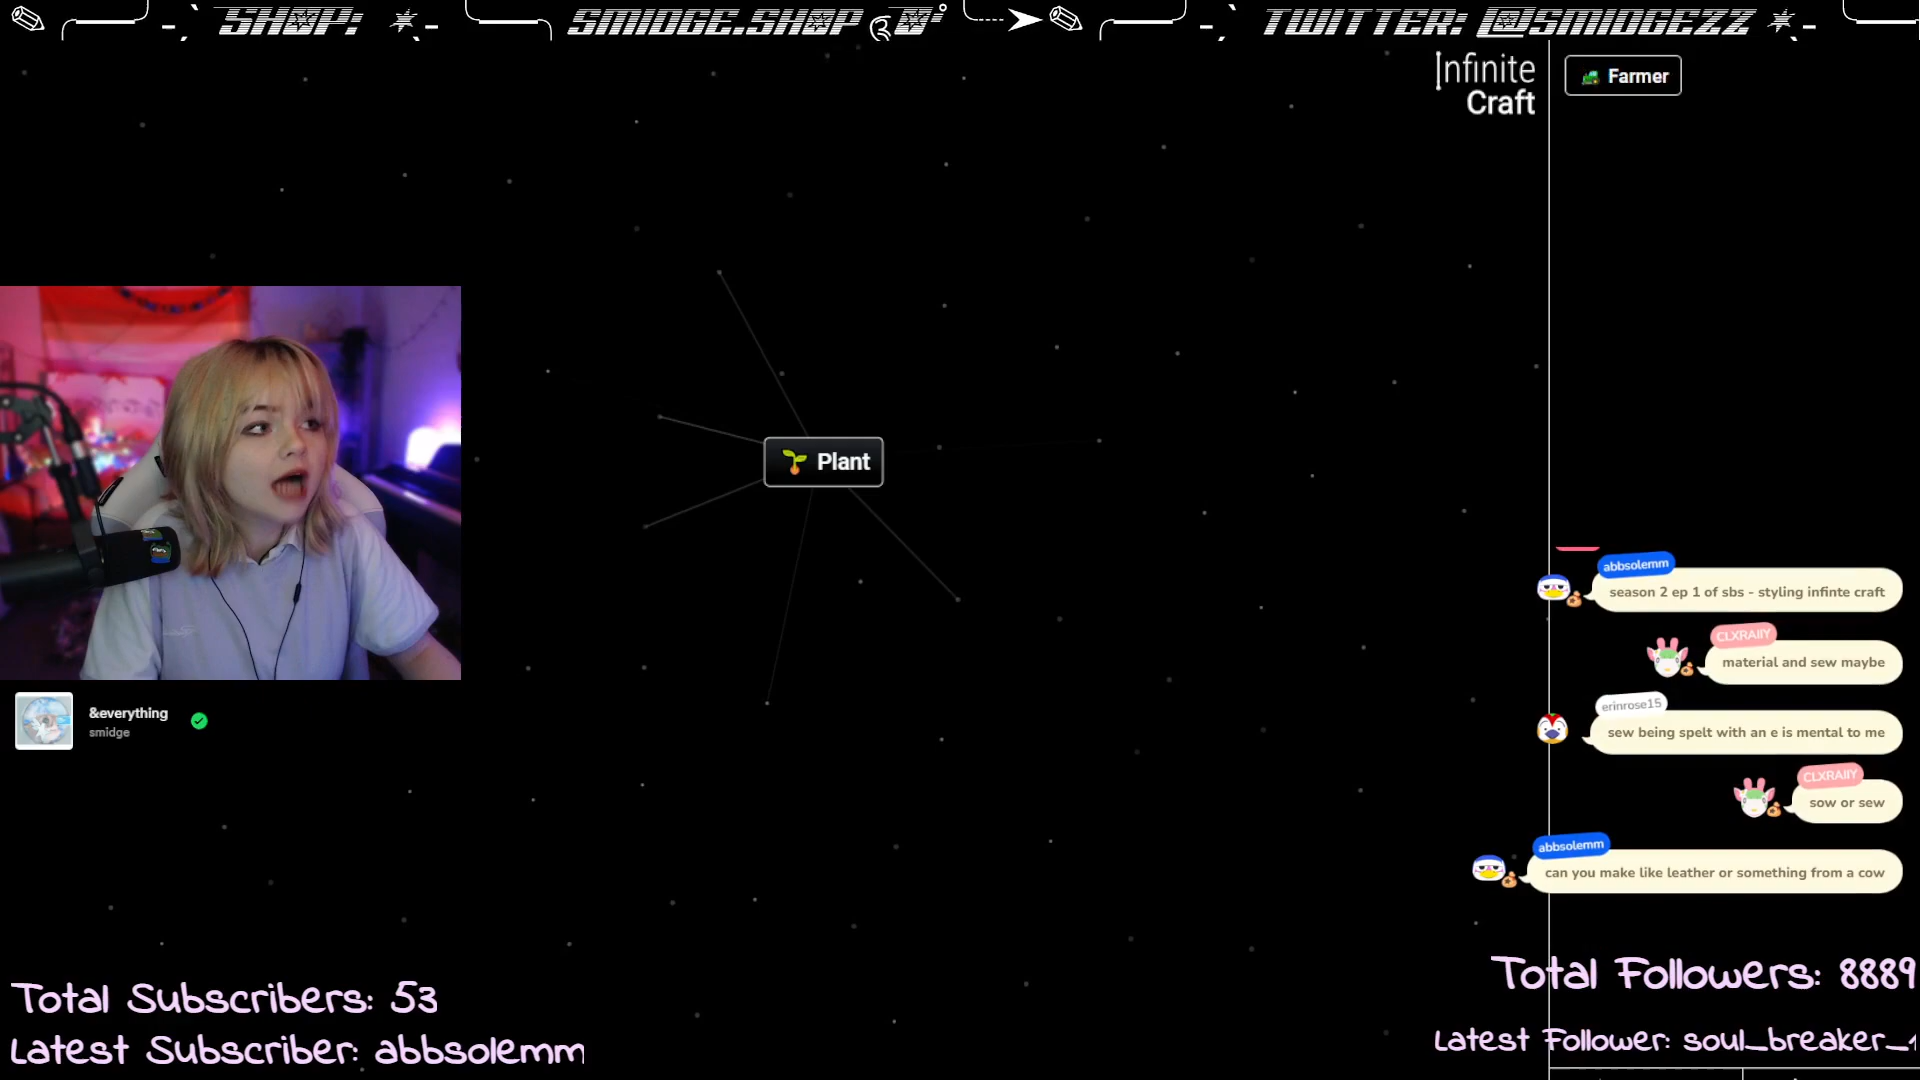 SHOP:
SMIDGE.SHOP
TWITTER: @SMIDGEZZ
Infinite
Craft
Farmer
Plant
abbsolemm
season 2 ep 1 of sbs - styling infinte craft
CLXRAIIY
material and sew maybe
erinrose15
sew being spelt with an e is mental to me
CLXRAIIY
sow or sew
abbsolemm
can you make like leather or something from a cow
&everything
smidge
Total Subscribers: 53
Latest Subscriber: abbsolemm
Total Followers: 8889
Latest Follower: soul_breaker_